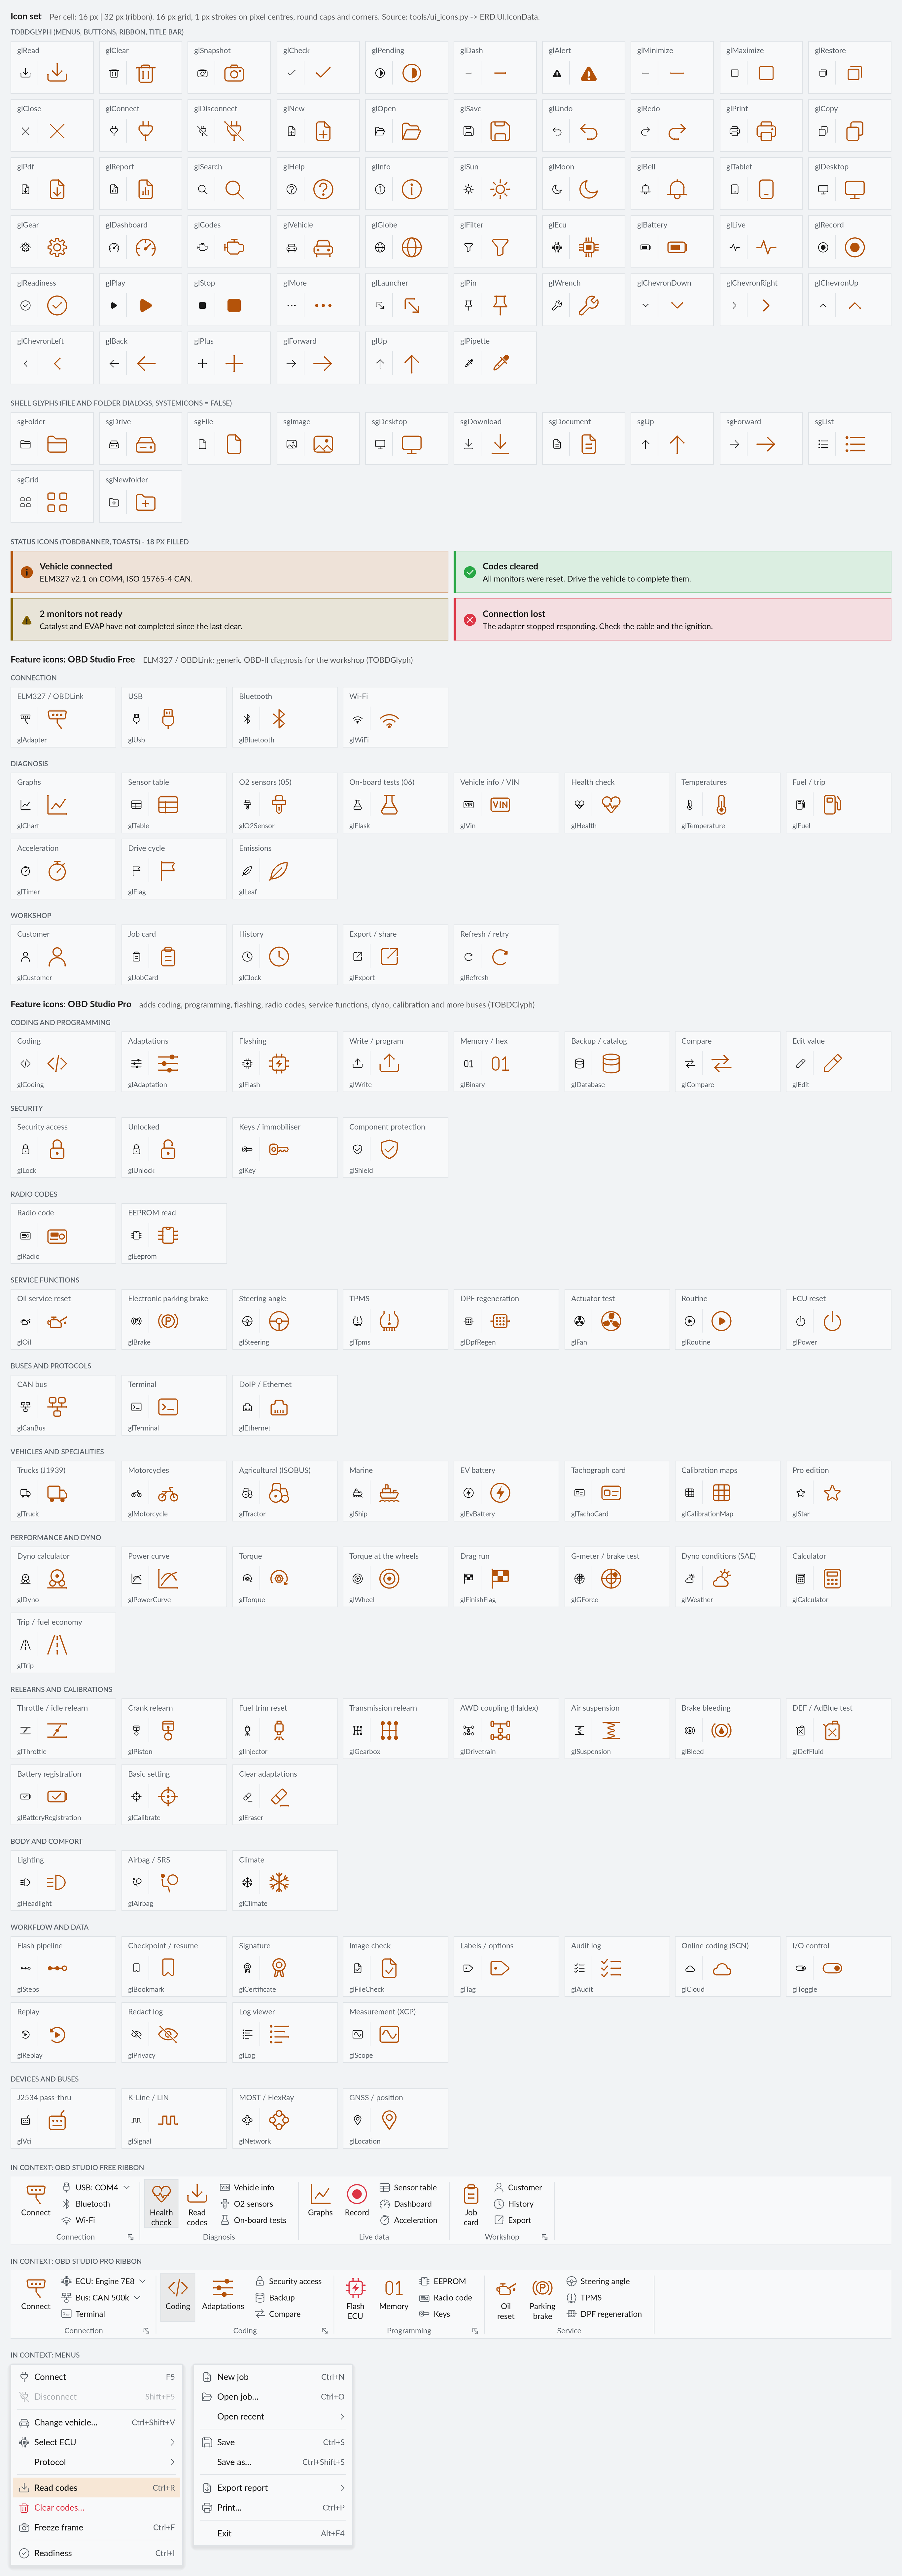 Icon set Per cell: 16 px | 32 px (ribbon). 16 px grid, 1 px strokes on pixel centres, round caps and corners. Source: tools/ui_icons.py -> ERD.UI.IconData.
TOBDGLYPH (MENUS, BUTTONS, RIBBON, TITLE BAR)
glRead glClear glSnapshot glCheck glPending glDash glAlert glMinimize glMaximize glRestore
glClose glConnect glDisconnect glNew glOpen glSave glUndo glRedo glPrint glCopy
glPdf glReport glSearch glHelp glInfo glSun glMoon glBell glTablet glDesktop
glGear glDashboard glCodes glVehicle glGlobe glFilter glEcu glBattery glLive glRecord
glReadiness glPlay glStop glMore glLauncher glPin glWrench glChevronDown glChevronRight glChevronUp
glChevronLeft glBack glPlus glForward glUp glPipette
SHELL GLYPHS (FILE AND FOLDER DIALOGS, SYSTEMICONS = FALSE)
sgFolder sgDrive sgFile sgImage sgDesktop sgDownload sgDocument sgUp sgForward sgList
sgGrid sgNewfolder
STATUS ICONS (TOBDBANNER, TOASTS) - 18 PX FILLED
Vehicle connected
ELM327 v2.1 on COM4, ISO 15765-4 CAN.
Codes cleared
All monitors were reset. Drive the vehicle to complete them.
2 monitors not ready
Catalyst and EVAP have not completed since the last clear.
Connection lost
The adapter stopped responding. Check the cable and the ignition.
Feature icons: OBD Studio Free ELM327 / OBDLink: generic OBD-II diagnosis for the workshop (TOBDGlyph)
CONNECTION
ELM327 / OBDLink USB Bluetooth Wi-Fi
glAdapter glUsb glBluetooth glWiFi
DIAGNOSIS
Graphs Sensor table O2 sensors (05) On-board tests (06) Vehicle info / VIN Health check Temperatures Fuel / trip
VIN VIN
glChart glTable glO2Sensor glFlask glVin glHealth glTemperature glFuel
Acceleration Drive cycle Emissions
glTimer glFlag glLeaf
WORKSHOP
Customer Job card History Export / share Refresh / retry
glCustomer glJobCard glClock glExport glRefresh
Feature icons: OBD Studio Pro adds coding, programming, flashing, radio codes, service functions, dyno, calibration and more buses (TOBDGlyph)
CODING AND PROGRAMMING
Coding Adaptations Flashing Write / program Memory / hex Backup / catalog Compare Edit value
01 01
glCoding glAdaptation glFlash glWrite glBinary glDatabase glCompare glEdit
SECURITY
Security access Unlocked Keys / immobiliser Component protection
glLock glUnlock glKey glShield
RADIO CODES
Radio code EEPROM read
glRadio glEeprom
SERVICE FUNCTIONS
Oil service reset Electronic parking brake Steering angle TPMS DPF regeneration Actuator test Routine ECU reset
glOil glBrake glSteering glTpms glDpfRegen glFan glRoutine glPower
BUSES AND PROTOCOLS
CAN bus Terminal DoIP / Ethernet
glCanBus glTerminal glEthernet
VEHICLES AND SPECIALITIES
Trucks (J1939) Motorcycles Agricultural (ISOBUS) Marine EV battery Tachograph card Calibration maps Pro edition
glTruck glMotorcycle glTractor glShip glEvBattery glTachoCard glCalibrationMap glStar
PERFORMANCE AND DYNO
Dyno calculator Power curve Torque Torque at the wheels Drag run G-meter / brake test Dyno conditions (SAE) Calculator
glDyno glPowerCurve glTorque glWheel glFinishFlag glGForce glWeather glCalculator
Trip / fuel economy
glTrip
RELEARNS AND CALIBRATIONS
Throttle / idle relearn Crank relearn Fuel trim reset Transmission relearn AWD coupling (Haldex) Air suspension Brake bleeding DEF / AdBlue test
glThrottle glPiston glInjector glGearbox glDrivetrain glSuspension glBleed glDefFluid
Battery registration Basic setting Clear adaptations
glBatteryRegistration glCalibrate glEraser
BODY AND COMFORT
Lighting Airbag / SRS Climate
glHeadlight glAirbag glClimate
WORKFLOW AND DATA
Flash pipeline Checkpoint / resume Signature Image check Labels / options Audit log Online coding (SCN) I/O control
glSteps glBookmark glCertificate glFileCheck glTag glAudit glCloud glToggle
Replay Redact log Log viewer Measurement (XCP)
glReplay glPrivacy glLog glScope
DEVICES AND BUSES
J2534 pass-thru K-Line / LIN MOST / FlexRay GNSS / position
glVci glSignal glNetwork glLocation
IN CONTEXT: OBD STUDIO FREE RIBBON
Connect
USB: COM4
Bluetooth
Wi-Fi
Connection
Health check
Read codes
Vehicle info
O2 sensors
On-board tests
Diagnosis
Graphs
Record
Sensor table
Dashboard
Acceleration
Live data
Job card
Customer
History
Export
Workshop
IN CONTEXT: OBD STUDIO PRO RIBBON
Connect
ECU: Engine 7E8
Bus: CAN 500k
Terminal
Connection
Coding
Adaptations
Security access
Backup
Compare
Coding
Flash ECU
01
Memory
EEPROM
Radio code
Keys
Programming
Oil reset
Parking brake
Steering angle
TPMS
DPF regeneration
Service
IN CONTEXT: MENUS
Connect F5
Disconnect Shift+F5
Change vehicle... Ctrl+Shift+V
Select ECU
Protocol
Read codes Ctrl+R
Clear codes...
Freeze frame Ctrl+F
Readiness Ctrl+I
New job Ctrl+N
Open job... Ctrl+O
Open recent
Save Ctrl+S
Save as... Ctrl+Shift+S
Export report
Print... Ctrl+P
Exit Alt+F4